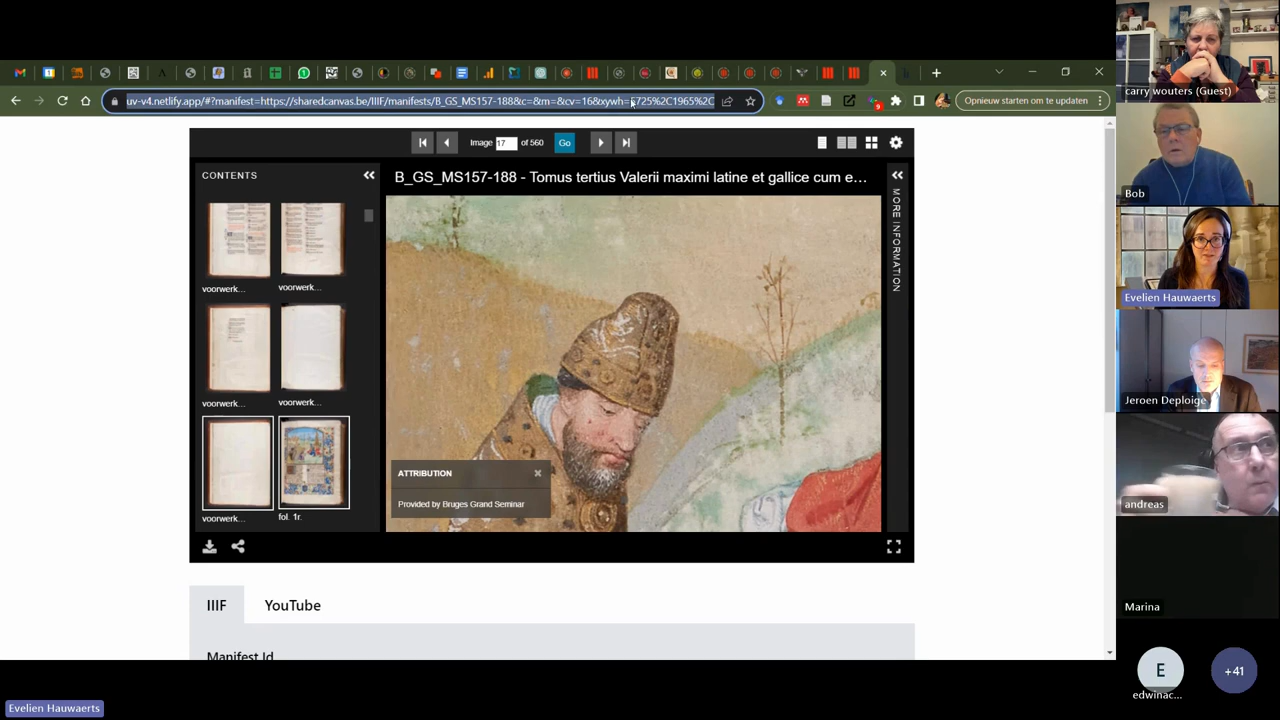 uv-v4.netlify.app/#?manifest=https://sharedcanvas.be/IIIF/manifests/B_GS_MS157-188&c=&m=&cv=16&xywh=
Opnieuw starten om te updaten
9
Image 17 of 560 Go
CONTENTS
B_GS_MS157-188 - Tomus tertius Valerii maximi latine et gallice cum e…
MORE INFORMATION
voorwerk…
voorwerk…
voorwerk…
voorwerk…
voorwerk…
fol. 1r.
ATTRIBUTION
Provided by Bruges Grand Seminar
IIIF
YouTube
Manifest Id
Evelien Hauwaerts
carry wouters (Guest)
Bob
Evelien Hauwaerts
Jeroen Deploige
andreas
Marina
E
edwinac...
+41